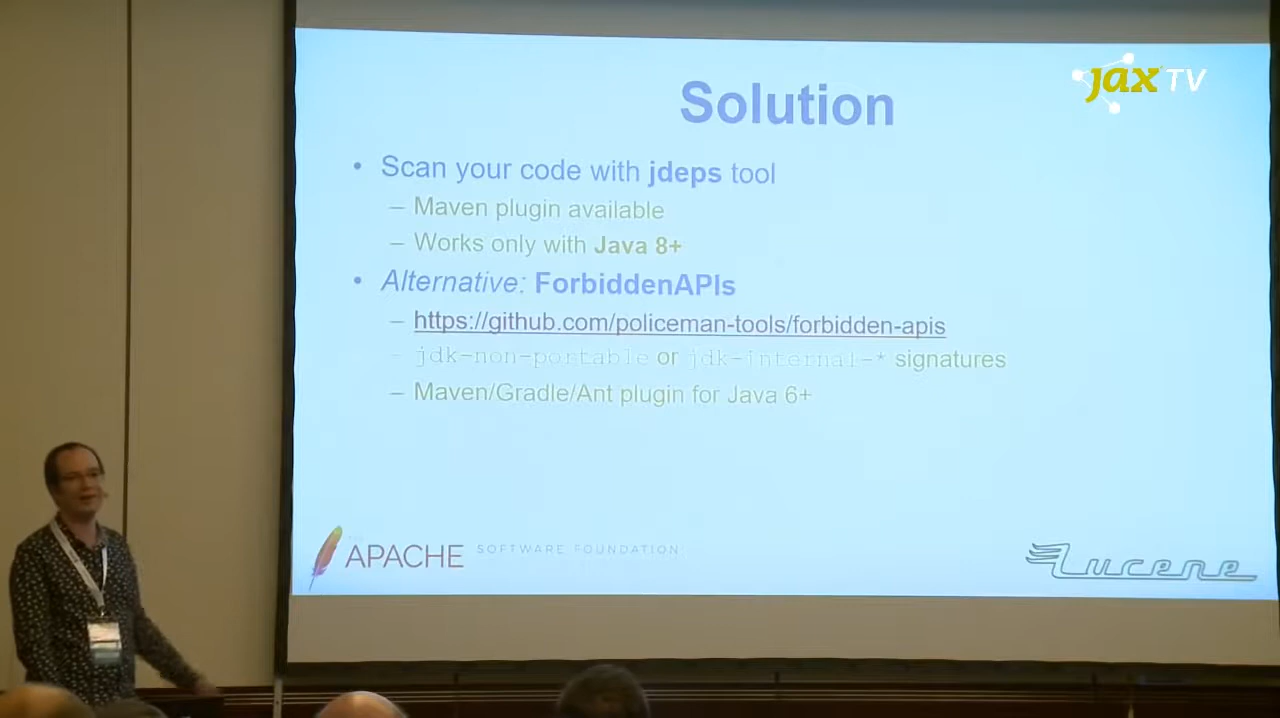 jax TV
Solution
• Scan your code with jdeps tool
– Maven plugin available
– Works only with Java 8+
• Alternative: ForbiddenAPIs
– https://github.com/policeman-tools/forbidden-apis
– jdk-non-portable or jdk-internal-* signatures
– Maven/Gradle/Ant plugin for Java 6+
APACHE SOFTWARE FOUNDATION
Lucene